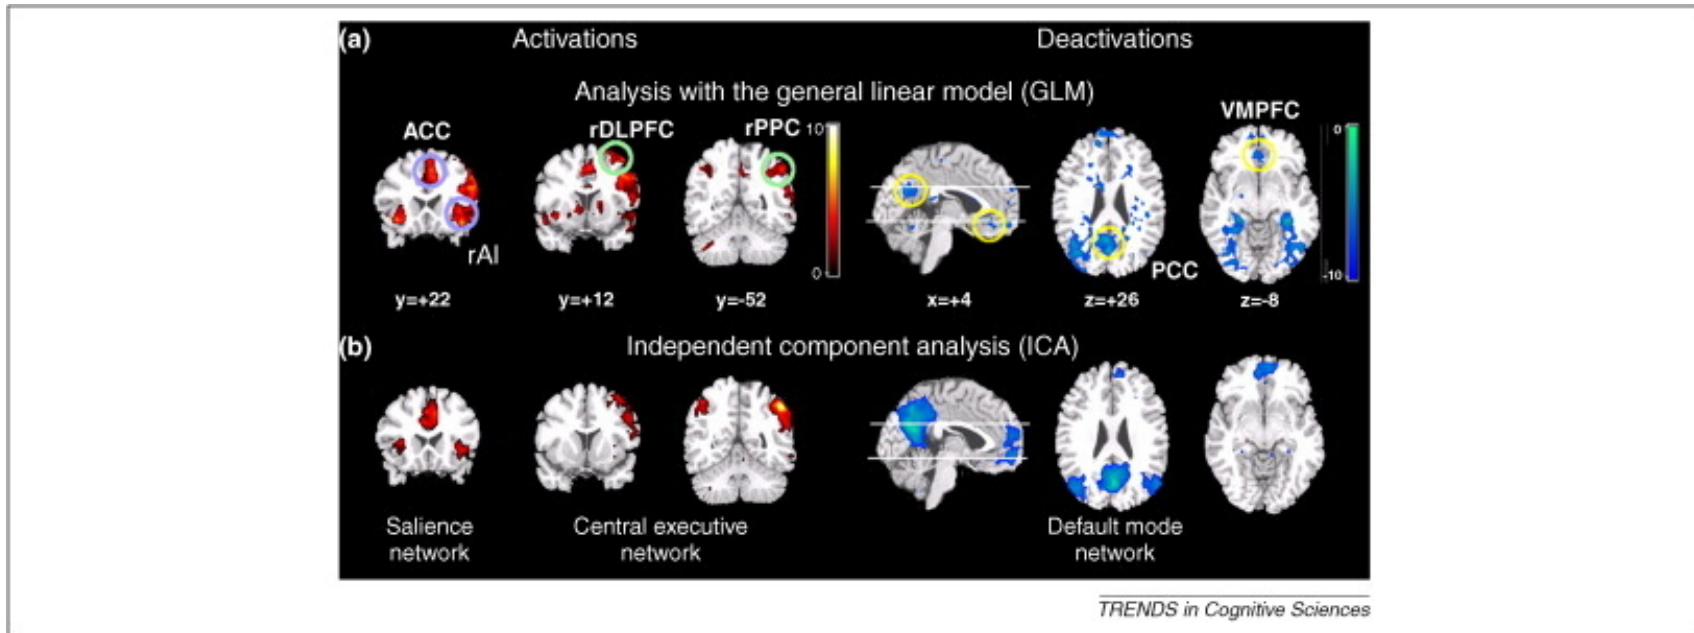 (a) Activations Deactivations
Analysis with the general linear model (GLM)
ACC rDLPFC rPPC VMPFC
10 0
rAI PCC
0 -10
y=+22 y=+12 y=-52 x=+4 z=+26 z=-8
(b) Independent component analysis (ICA)
Salience Central executive Default mode
network network network
TRENDS in Cognitive Sciences